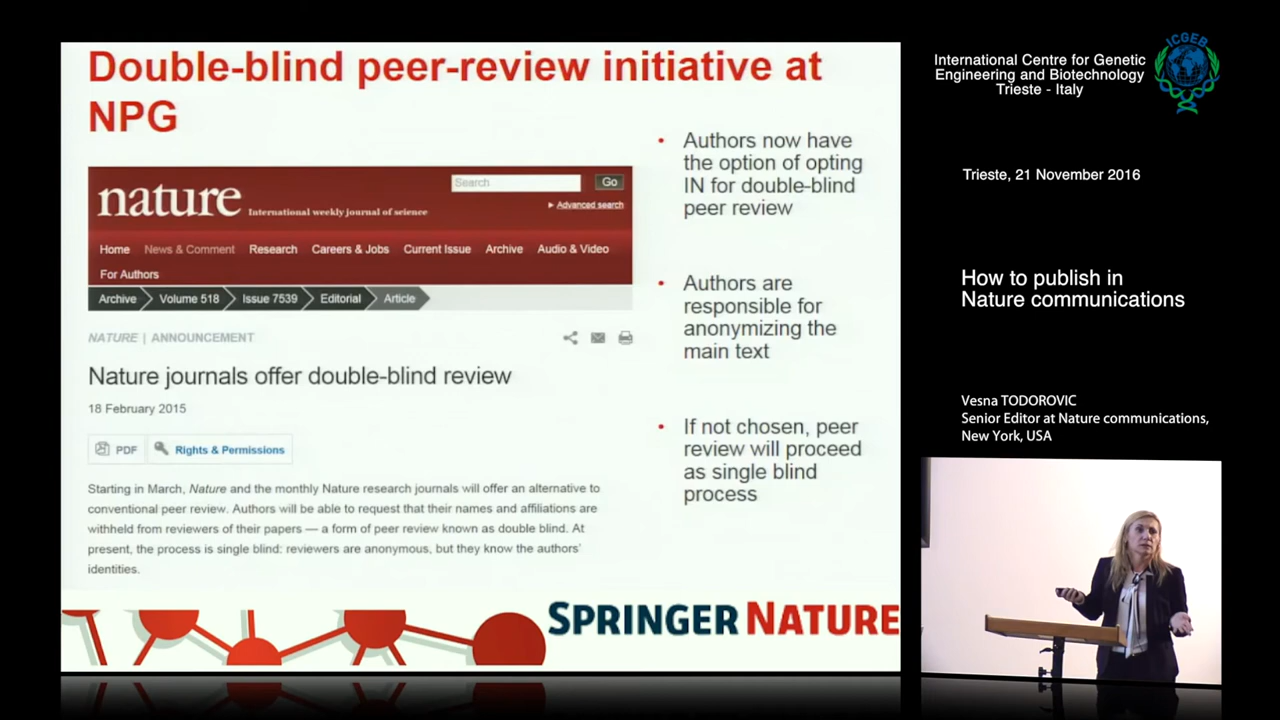 Double-blind peer-review initiative at
NPG
nature
International weekly journal of science
Search
Go
Advanced search
Home
News & Comment
Research
Careers & Jobs
Current Issue
Archive
Audio & Video
For Authors
Archive
Volume 518
Issue 7539
Editorial
Article
NATURE | ANNOUNCEMENT
Nature journals offer double-blind review
18 February 2015
PDF
Rights & Permissions
Starting in March, Nature and the monthly Nature research journals will offer an alternative to
conventional peer review. Authors will be able to request that their names and affiliations are
withheld from reviewers of their papers — a form of peer review known as double blind. At
present, the process is single blind: reviewers are anonymous, but they know the authors'
identities.
• Authors now have
the option of opting
IN for double-blind
peer review
• Authors are
responsible for
anonymizing the
main text
• If not chosen, peer
review will proceed
as single blind
process
SPRINGER NATURE
International Centre for Genetic
Engineering and Biotechnology
Trieste - Italy
ICGEB
Trieste, 21 November 2016
How to publish in
Nature communications
Vesna TODOROVIC
Senior Editor at Nature communications,
New York, USA